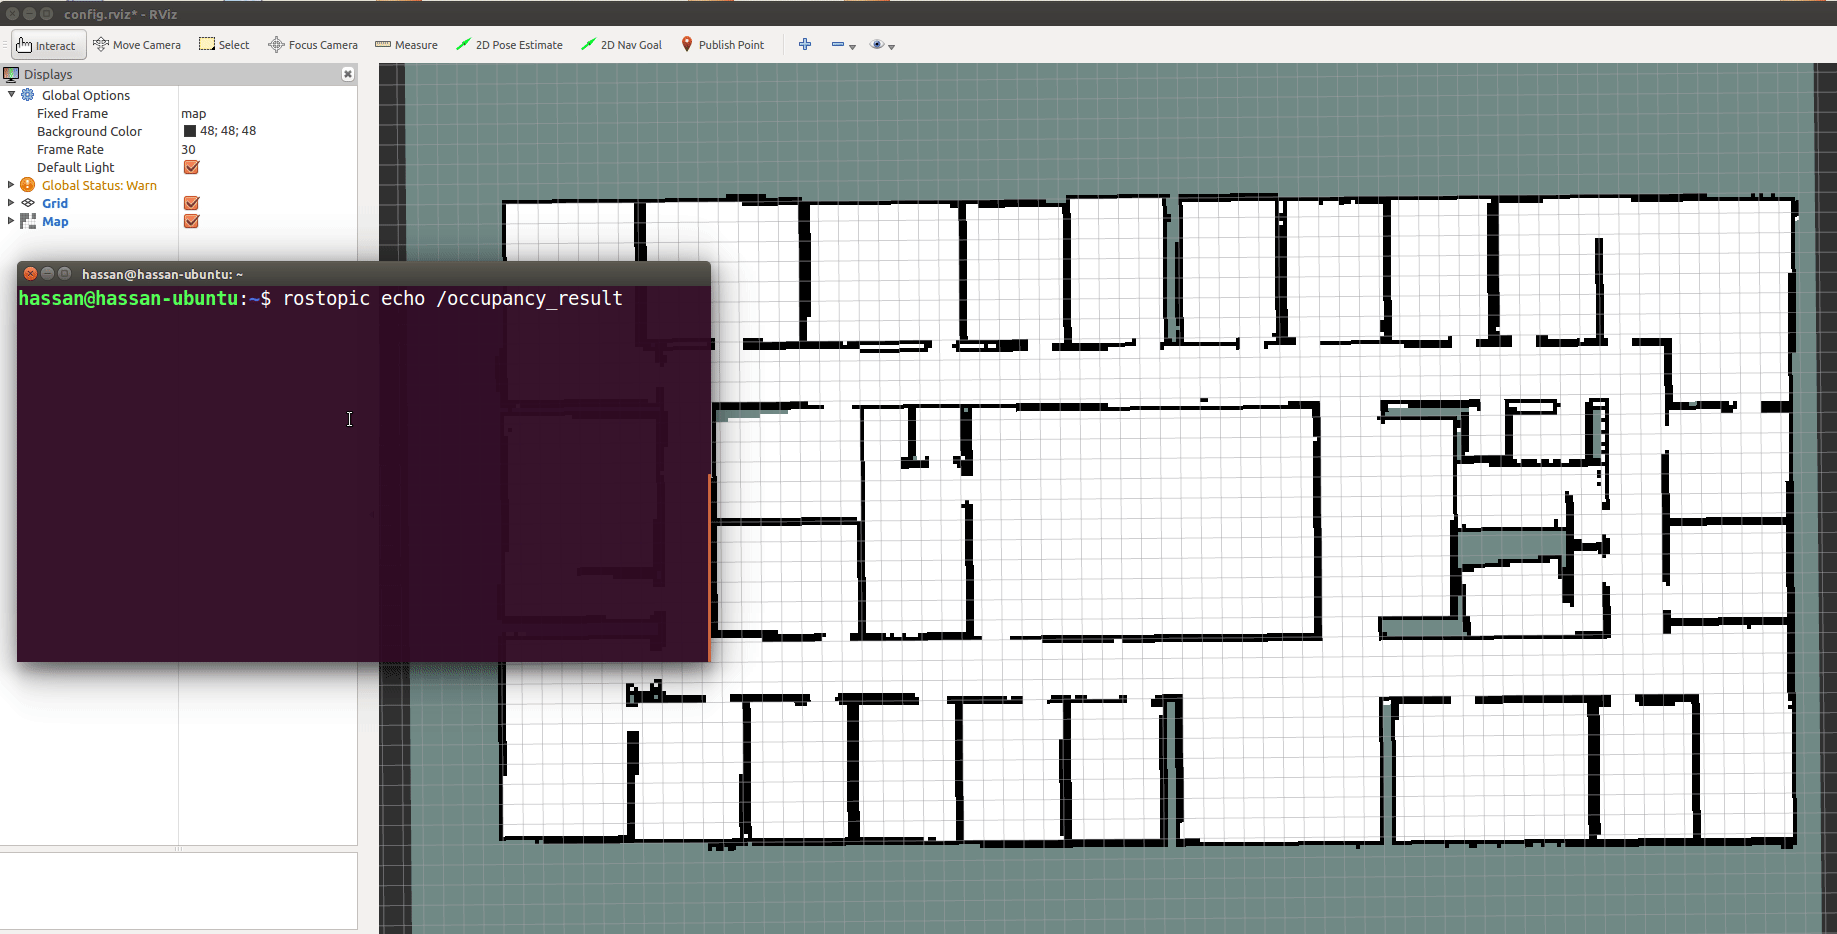 config.rviz* - RViz
Interact Move Camera Select Focus Camera Measure 2D Pose Estimate 2D Nav Goal Publish Point
Displays
Global Options
Fixed Frame map
Background Color 48; 48; 48
Frame Rate 30
Default Light
Global Status: Warn
Grid
Map
hassan@hassan-ubuntu: ~
hassan@hassan-ubuntu:~$ rostopic echo /occupancy_result